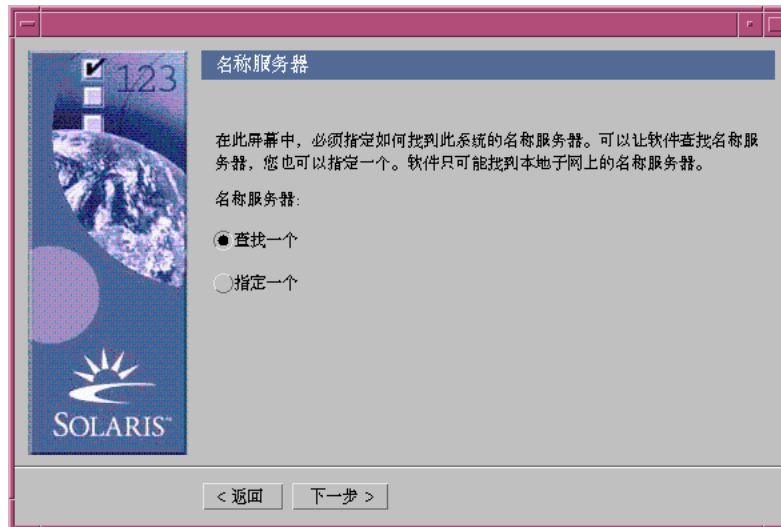 名称服务器
123
在此屏幕中，必须指定如何找到此系统的名称服务器。可以让软件查找名称服
务器，您也可以指定一个。软件只可能找到本地子网上的名称服务器。
名称服务器:
查找一个
指定一个
SOLARIS™
< 返回
下一步 >